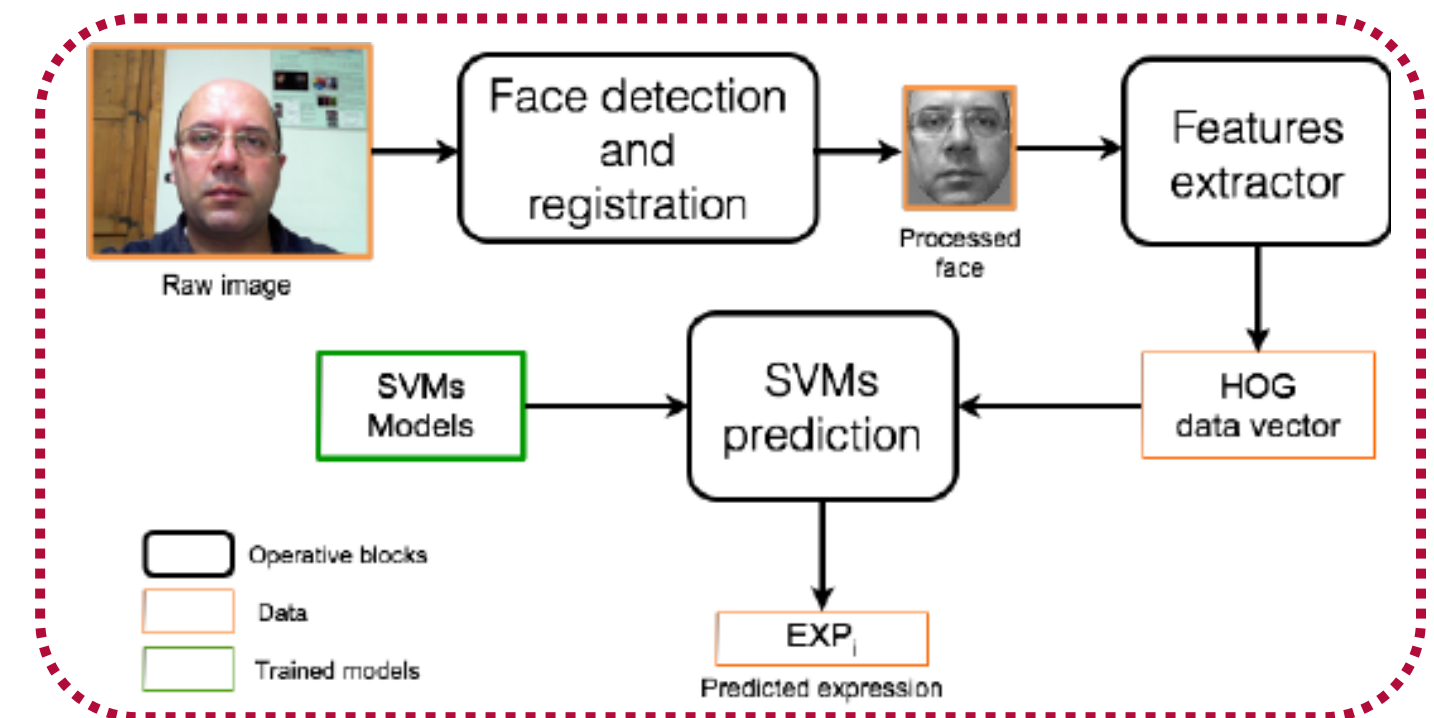 Face detection
and
registration
Features
extractor
Processed
face
Raw image
SVMs
Models
SVMs
prediction
HOG
data vector
Operative blocks
Data
Trained models
EXPi
Predicted expression